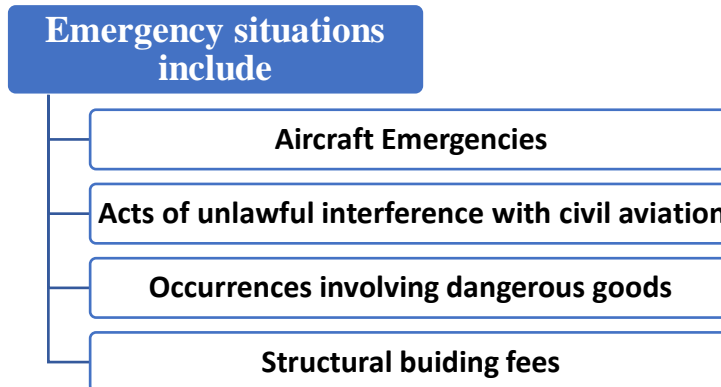 Emergency situations
include
Aircraft Emergencies
Acts of unlawful interference with civil aviation
Occurrences involving dangerous goods
Structural buiding fees